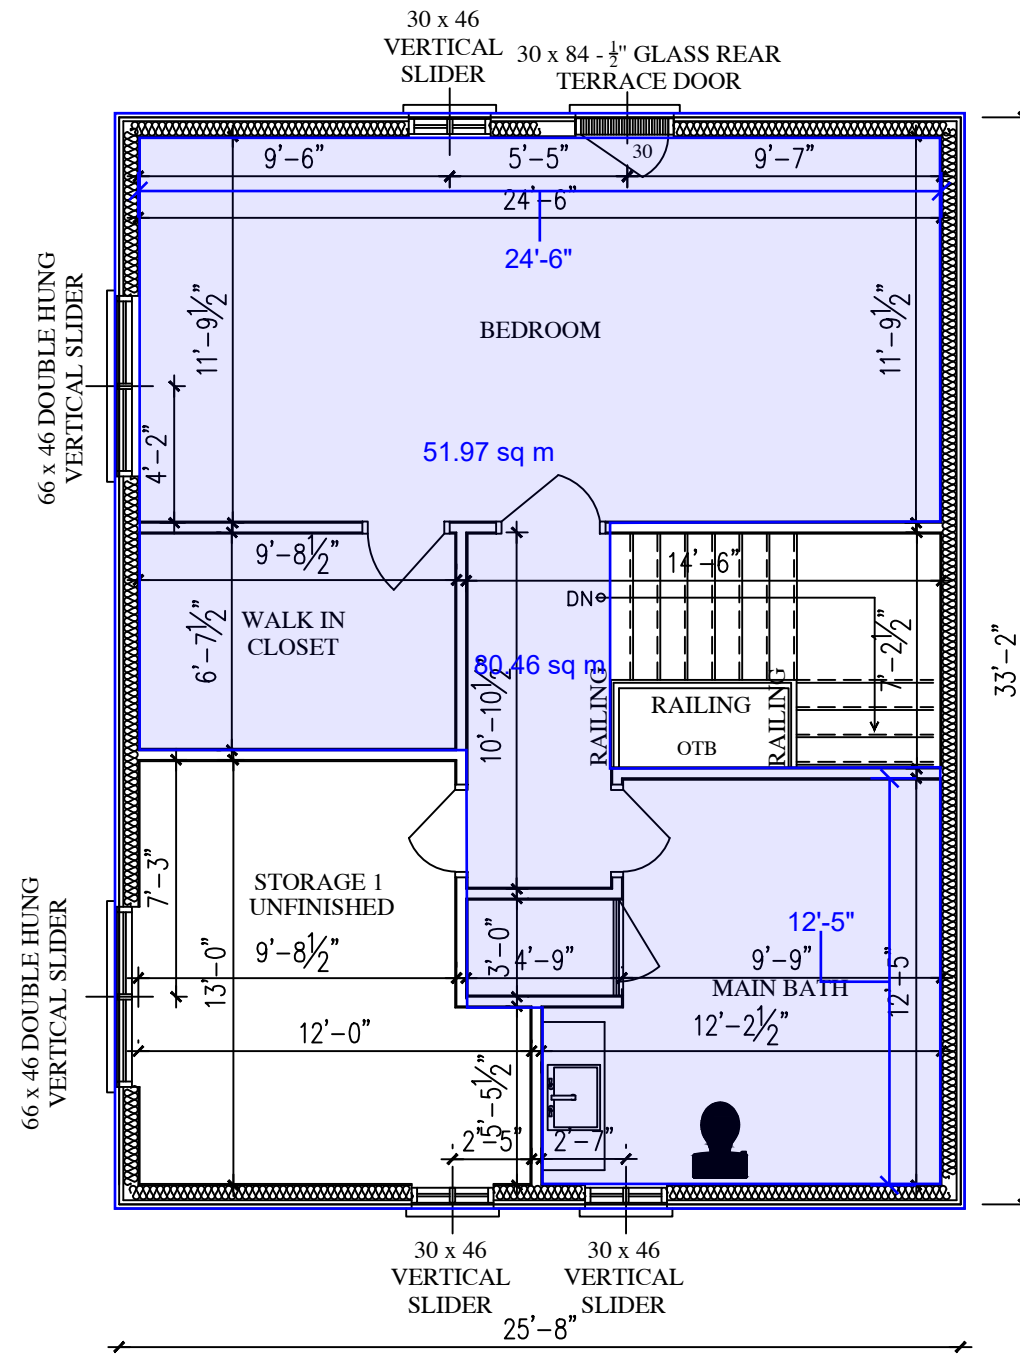 30 x 46
VERTICAL
SLIDER
30 x 84 - ½" GLASS REAR
TERRACE DOOR
9'-6"
5'-5"
30
9'-7"
24'-6"
24'-6"
66 x 46 DOUBLE HUNG
VERTICAL SLIDER
11'-9½"
BEDROOM
11'-9½"
4'-2"
51.97 sq m
9'-8½"
14'-6"
DN
6'-7½"
WALK IN
CLOSET
7'-2½"
33'-2"
80.46 sq m
10'-10½"
RAILING
RAILING
OTB
RAILING
7'-3"
STORAGE 1
UNFINISHED
66 x 46 DOUBLE HUNG
VERTICAL SLIDER
13'-0"
9'-8½"
3'-0"
4'-9"
12'-5"
9'-9"
MAIN BATH
12'-5"
12'-0"
12'-2½"
5'-5½"
2'-5"
2'-7"
30 x 46
VERTICAL
SLIDER
30 x 46
VERTICAL
SLIDER
25'-8"